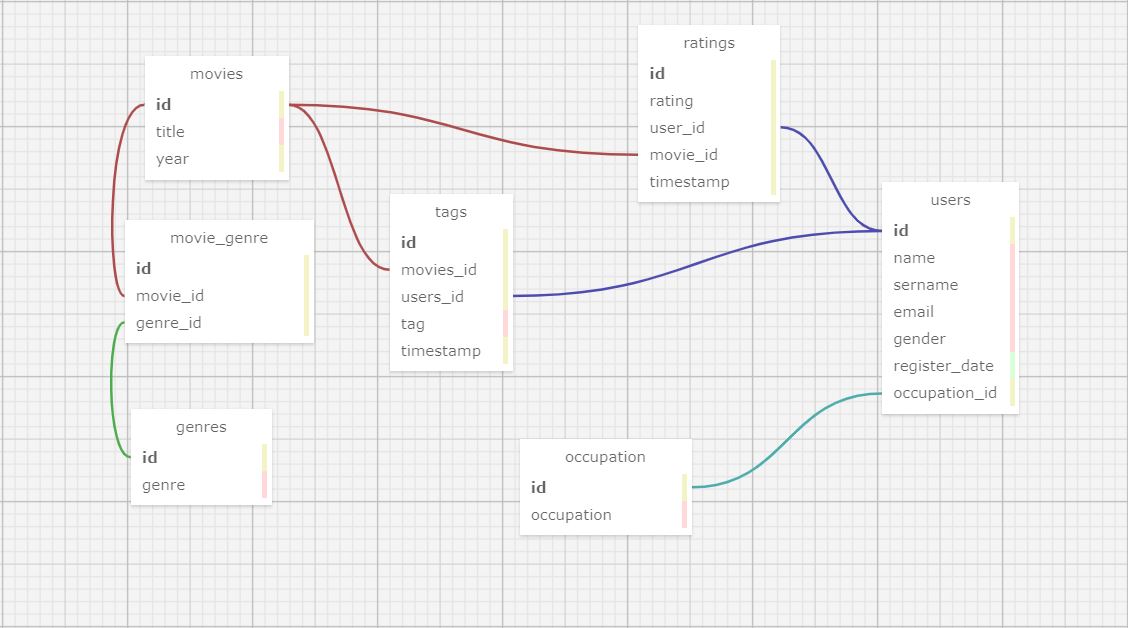 movies
id
title
year
movie_genre
id
movie_id
genre_id
genres
id
genre
tags
id
movies_id
users_id
tag
timestamp
ratings
id
rating
user_id
movie_id
timestamp
occupation
id
occupation
users
id
name
sername
email
gender
register_date
occupation_id